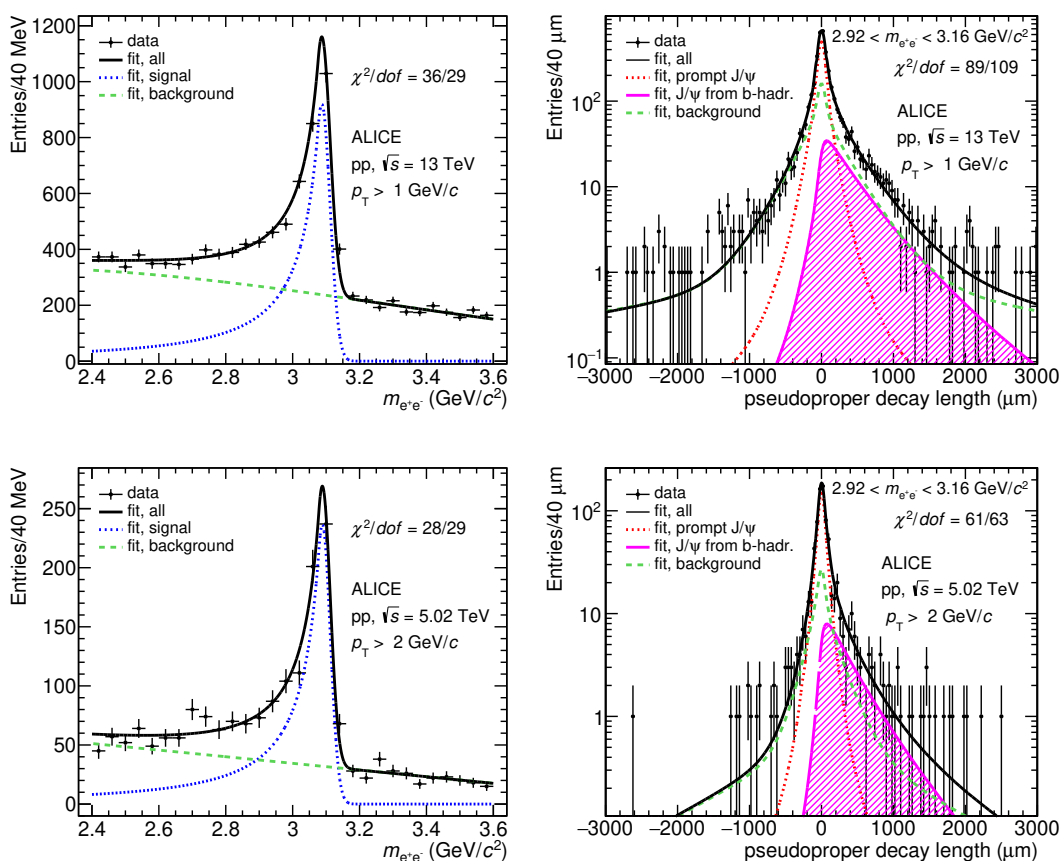 Entries/40 MeV
1200
1000
800
600
400
200
0
data
fit, all
fit, signal
fit, background
χ²/dof = 36/29
ALICE
pp, √s = 13 TeV
p_T > 1 GeV/c
2.4 2.6 2.8 3 3.2 3.4 3.6
m_e⁺e⁻ (GeV/c²)
Entries/40 μm
10²
10
1
10⁻¹
data
fit, all
fit, prompt J/ψ
fit, J/ψ from b-hadr.
fit, background
2.92 < m_e⁺e⁻ < 3.16 GeV/c²
χ²/dof = 89/109
ALICE
pp, √s = 13 TeV
p_T > 1 GeV/c
−3000 −2000 −1000 0 1000 2000 3000
pseudoproper decay length (μm)
Entries/40 MeV
250
200
150
100
50
0
data
fit, all
fit, signal
fit, background
χ²/dof = 28/29
ALICE
pp, √s = 5.02 TeV
p_T > 2 GeV/c
2.4 2.6 2.8 3 3.2 3.4 3.6
m_e⁺e⁻ (GeV/c²)
Entries/40 μm
10²
10
1
data
fit, all
fit, prompt J/ψ
fit, J/ψ from b-hadr.
fit, background
2.92 < m_e⁺e⁻ < 3.16 GeV/c²
χ²/dof = 61/63
ALICE
pp, √s = 5.02 TeV
p_T > 2 GeV/c
−3000 −2000 −1000 0 1000 2000 3000
pseudoproper decay length (μm)